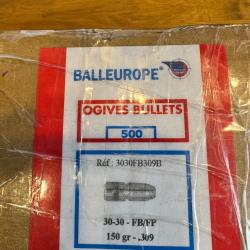 BALLEUROPE®
OGIVES BULLETS
500
Réf : 3030FB309B
30-30 - FB/FP
150 gr - .309